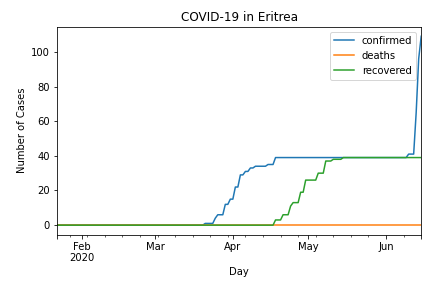 COVID-19 in Eritrea
confirmed
deaths
recovered
Number of Cases
100
80
60
40
20
0
Feb
2020
Mar
Apr
May
Jun
Day